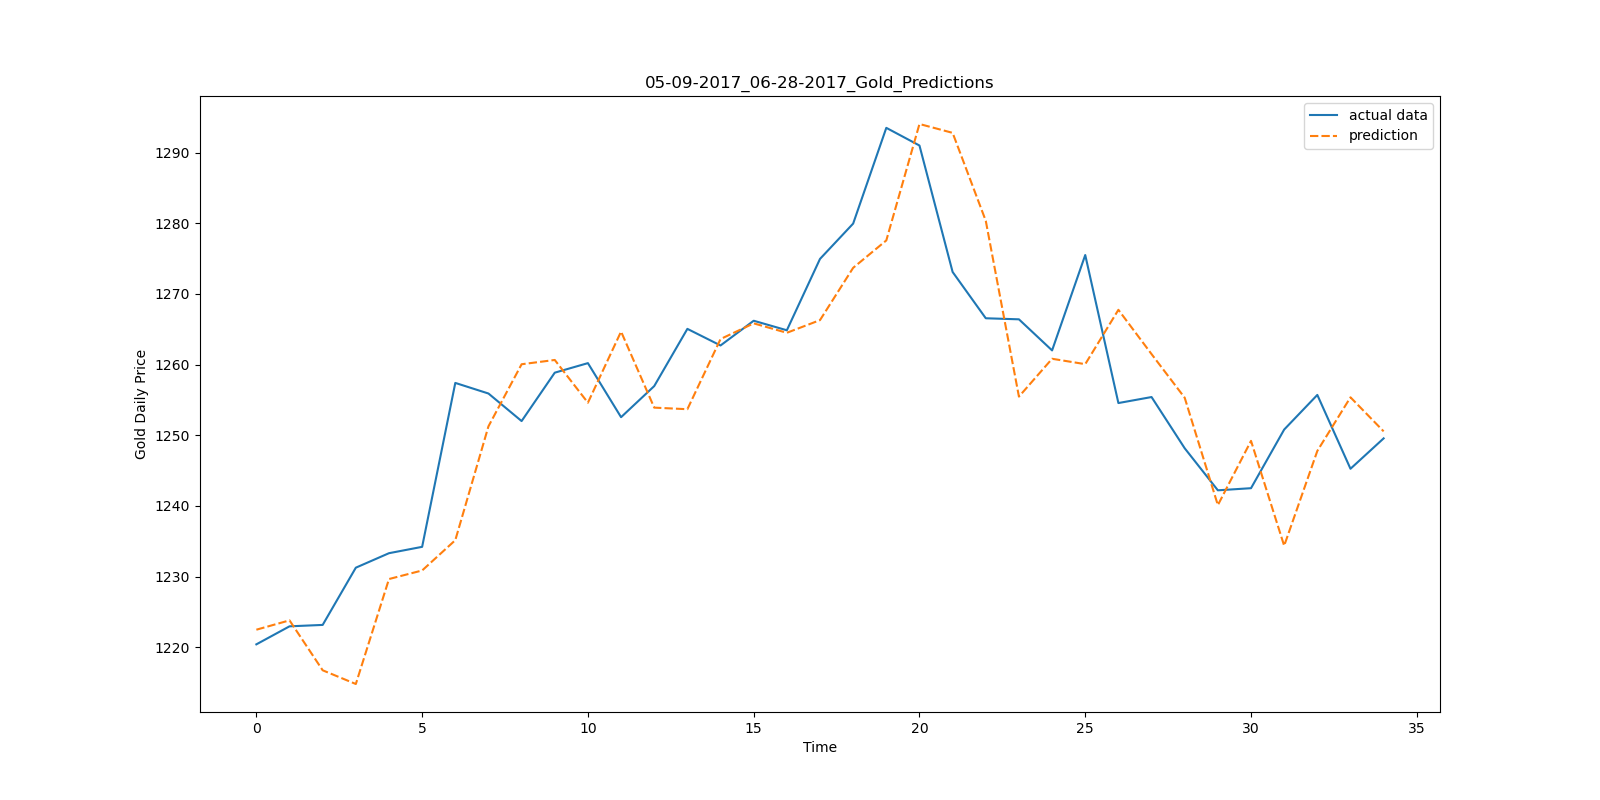 05-09-2017_06-28-2017_Gold_Predictions
actual data
prediction
1290
1280
1270
1260
1250
1240
1230
1220
Gold Daily Price
0 5 10 15 20 25 30 35
Time